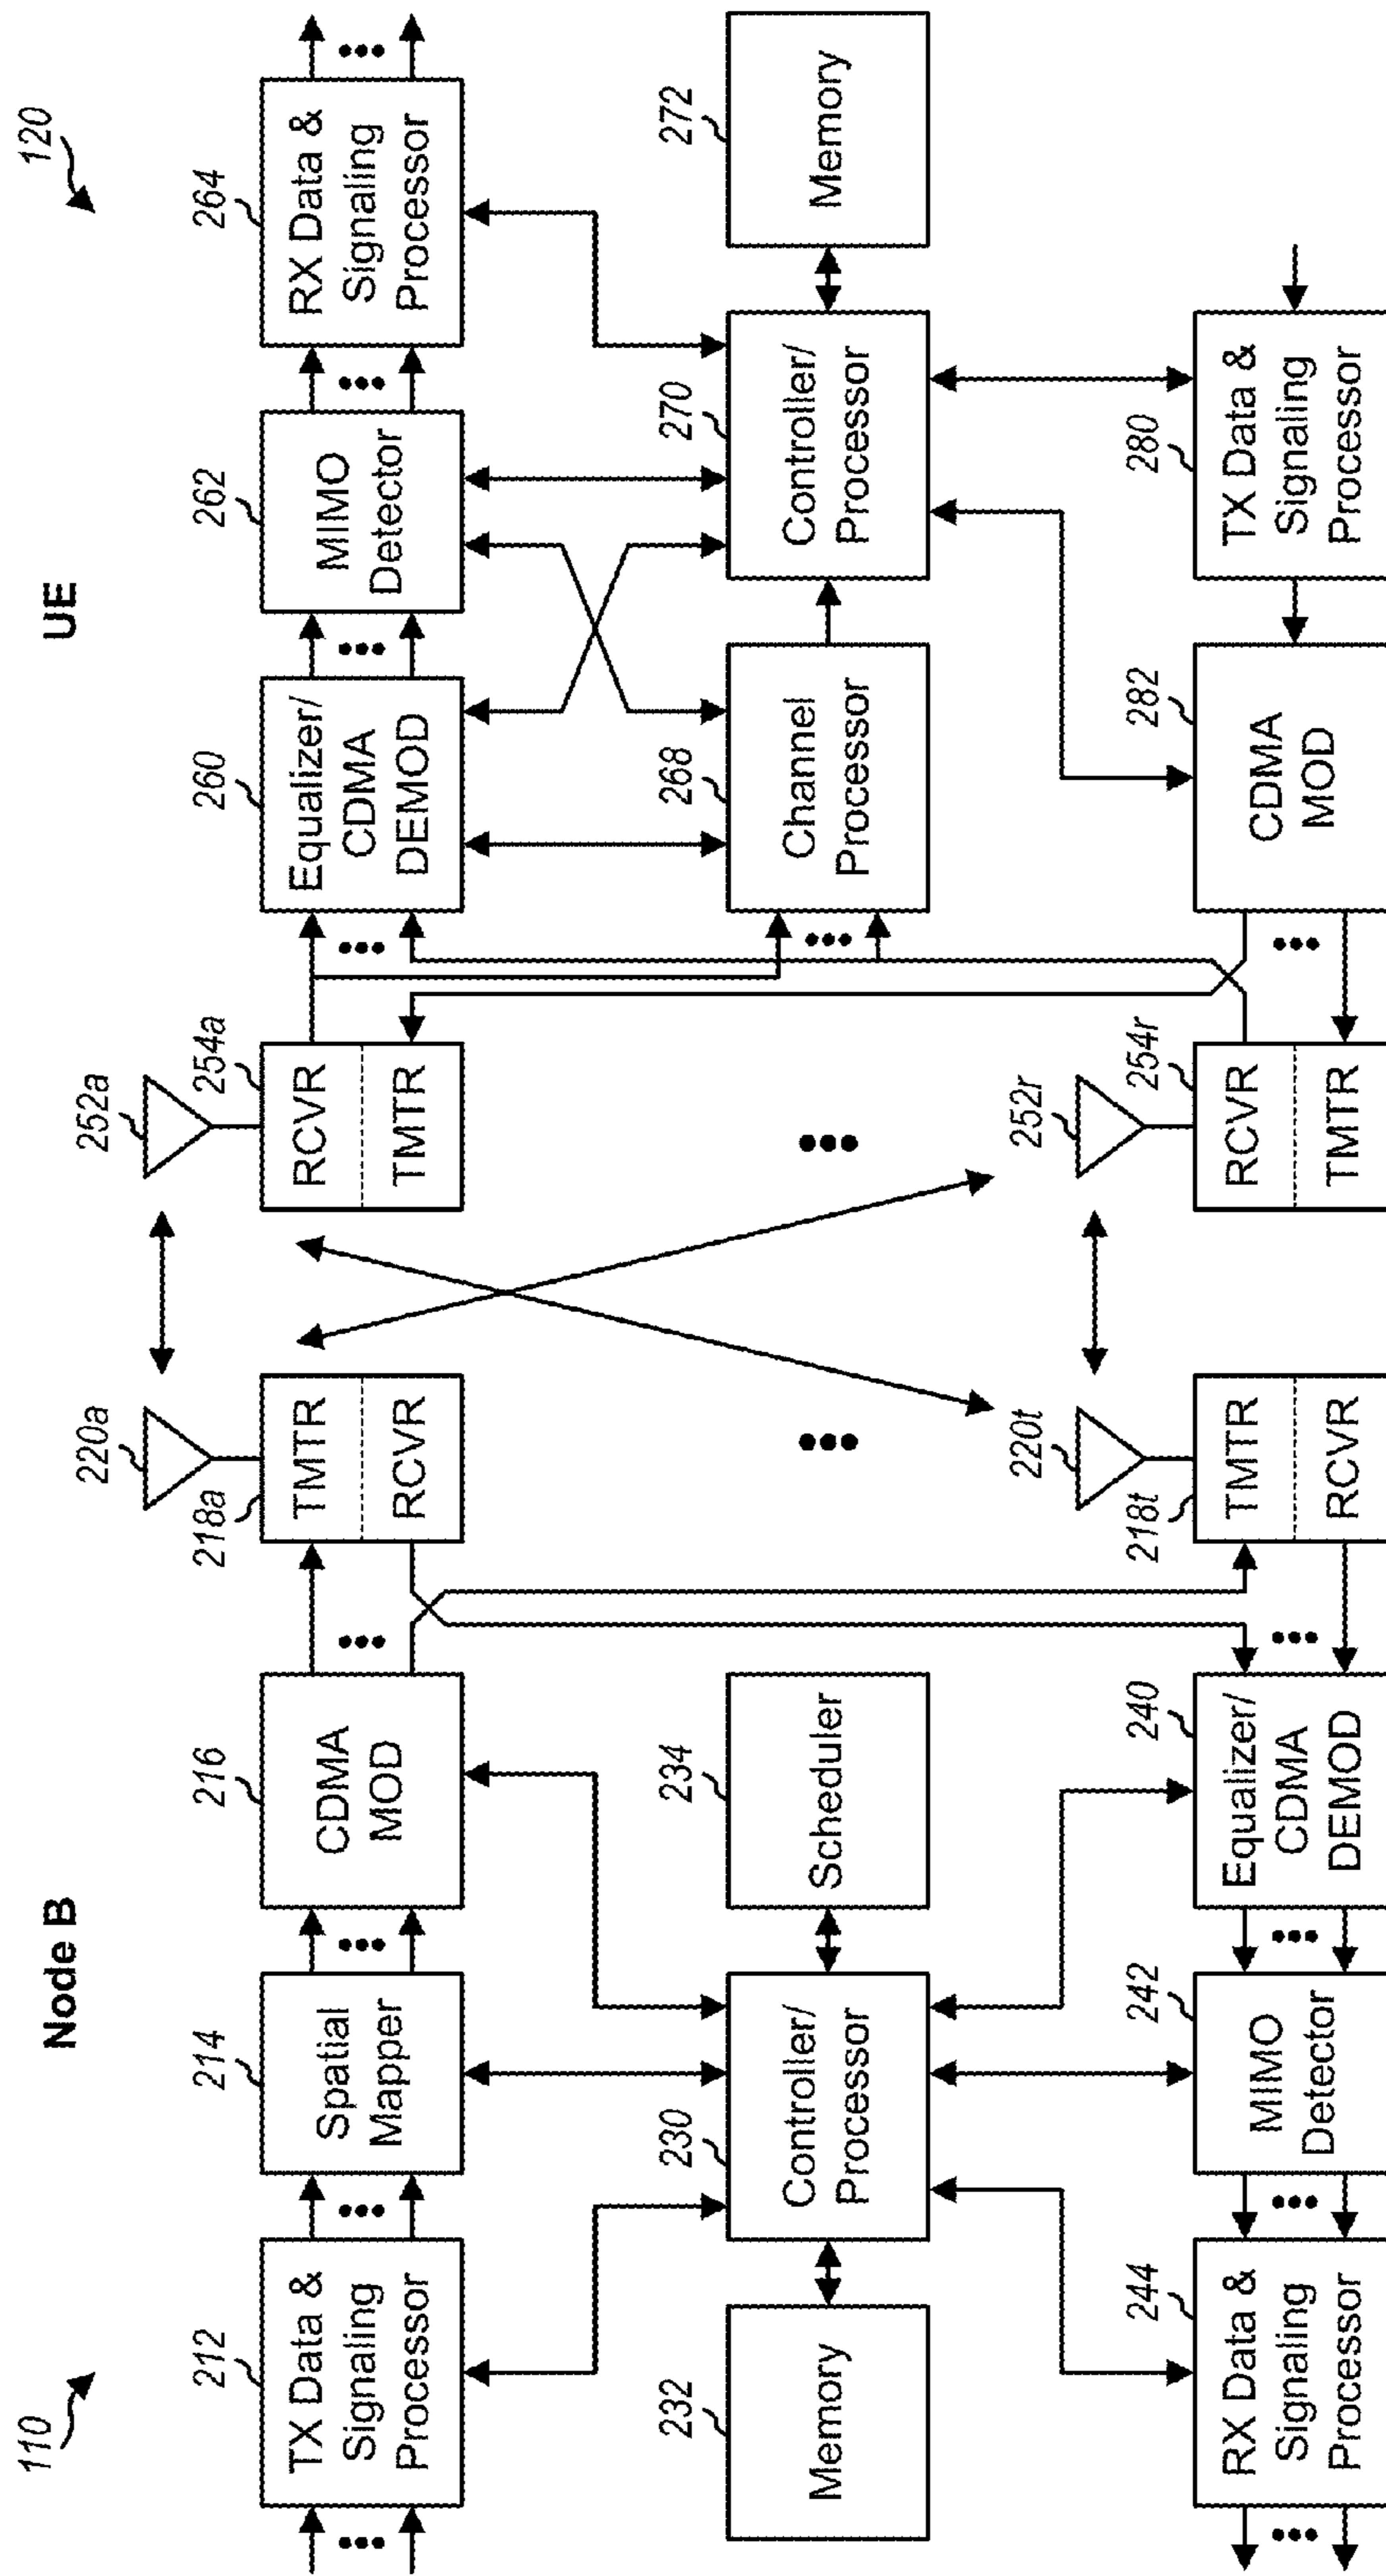 110
Node B
UE
120
212
TX Data &
Signaling
Processor
214
Spatial
Mapper
216
CDMA
MOD
218a
TMTR
RCVR
220a
252a
254a
RCVR
TMTR
260
Equalizer/
CDMA
DEMOD
262
MIMO
Detector
264
RX Data &
Signaling
Processor
232
Memory
230
Controller/
Processor
234
Scheduler
268
Channel
Processor
270
Controller/
Processor
272
Memory
244
RX Data &
Signaling
Processor
242
MIMO
Detector
240
Equalizer/
CDMA
DEMOD
218t
TMTR
RCVR
220t
252r
254r
RCVR
TMTR
282
CDMA
MOD
280
TX Data &
Signaling
Processor